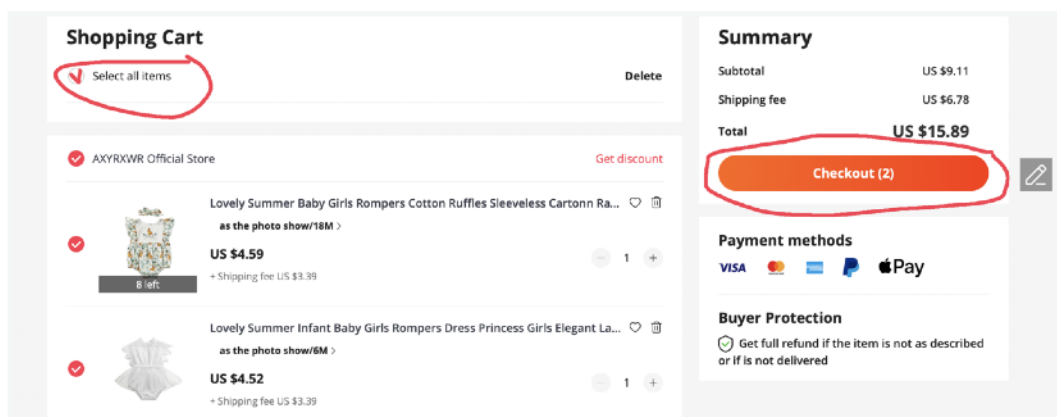 Shopping Cart
Select all items
Delete
AXYRXWR Official Store
Get discount
Lovely Summer Baby Girls Rompers Cotton Ruffles Sleeveless Cartonn Ra...
as the photo show/18M >
US $4.59
1
+ Shipping fee US $3.39
8 left
Lovely Summer Infant Baby Girls Rompers Dress Princess Girls Elegant La...
as the photo show/6M >
US $4.52
1
+ Shipping fee US $3.39
Summary
Subtotal US $9.11
Shipping fee US $6.78
Total US $15.89
Checkout (2)
Payment methods
VISA Pay
Buyer Protection
Get full refund if the item is not as described
or if is not delivered